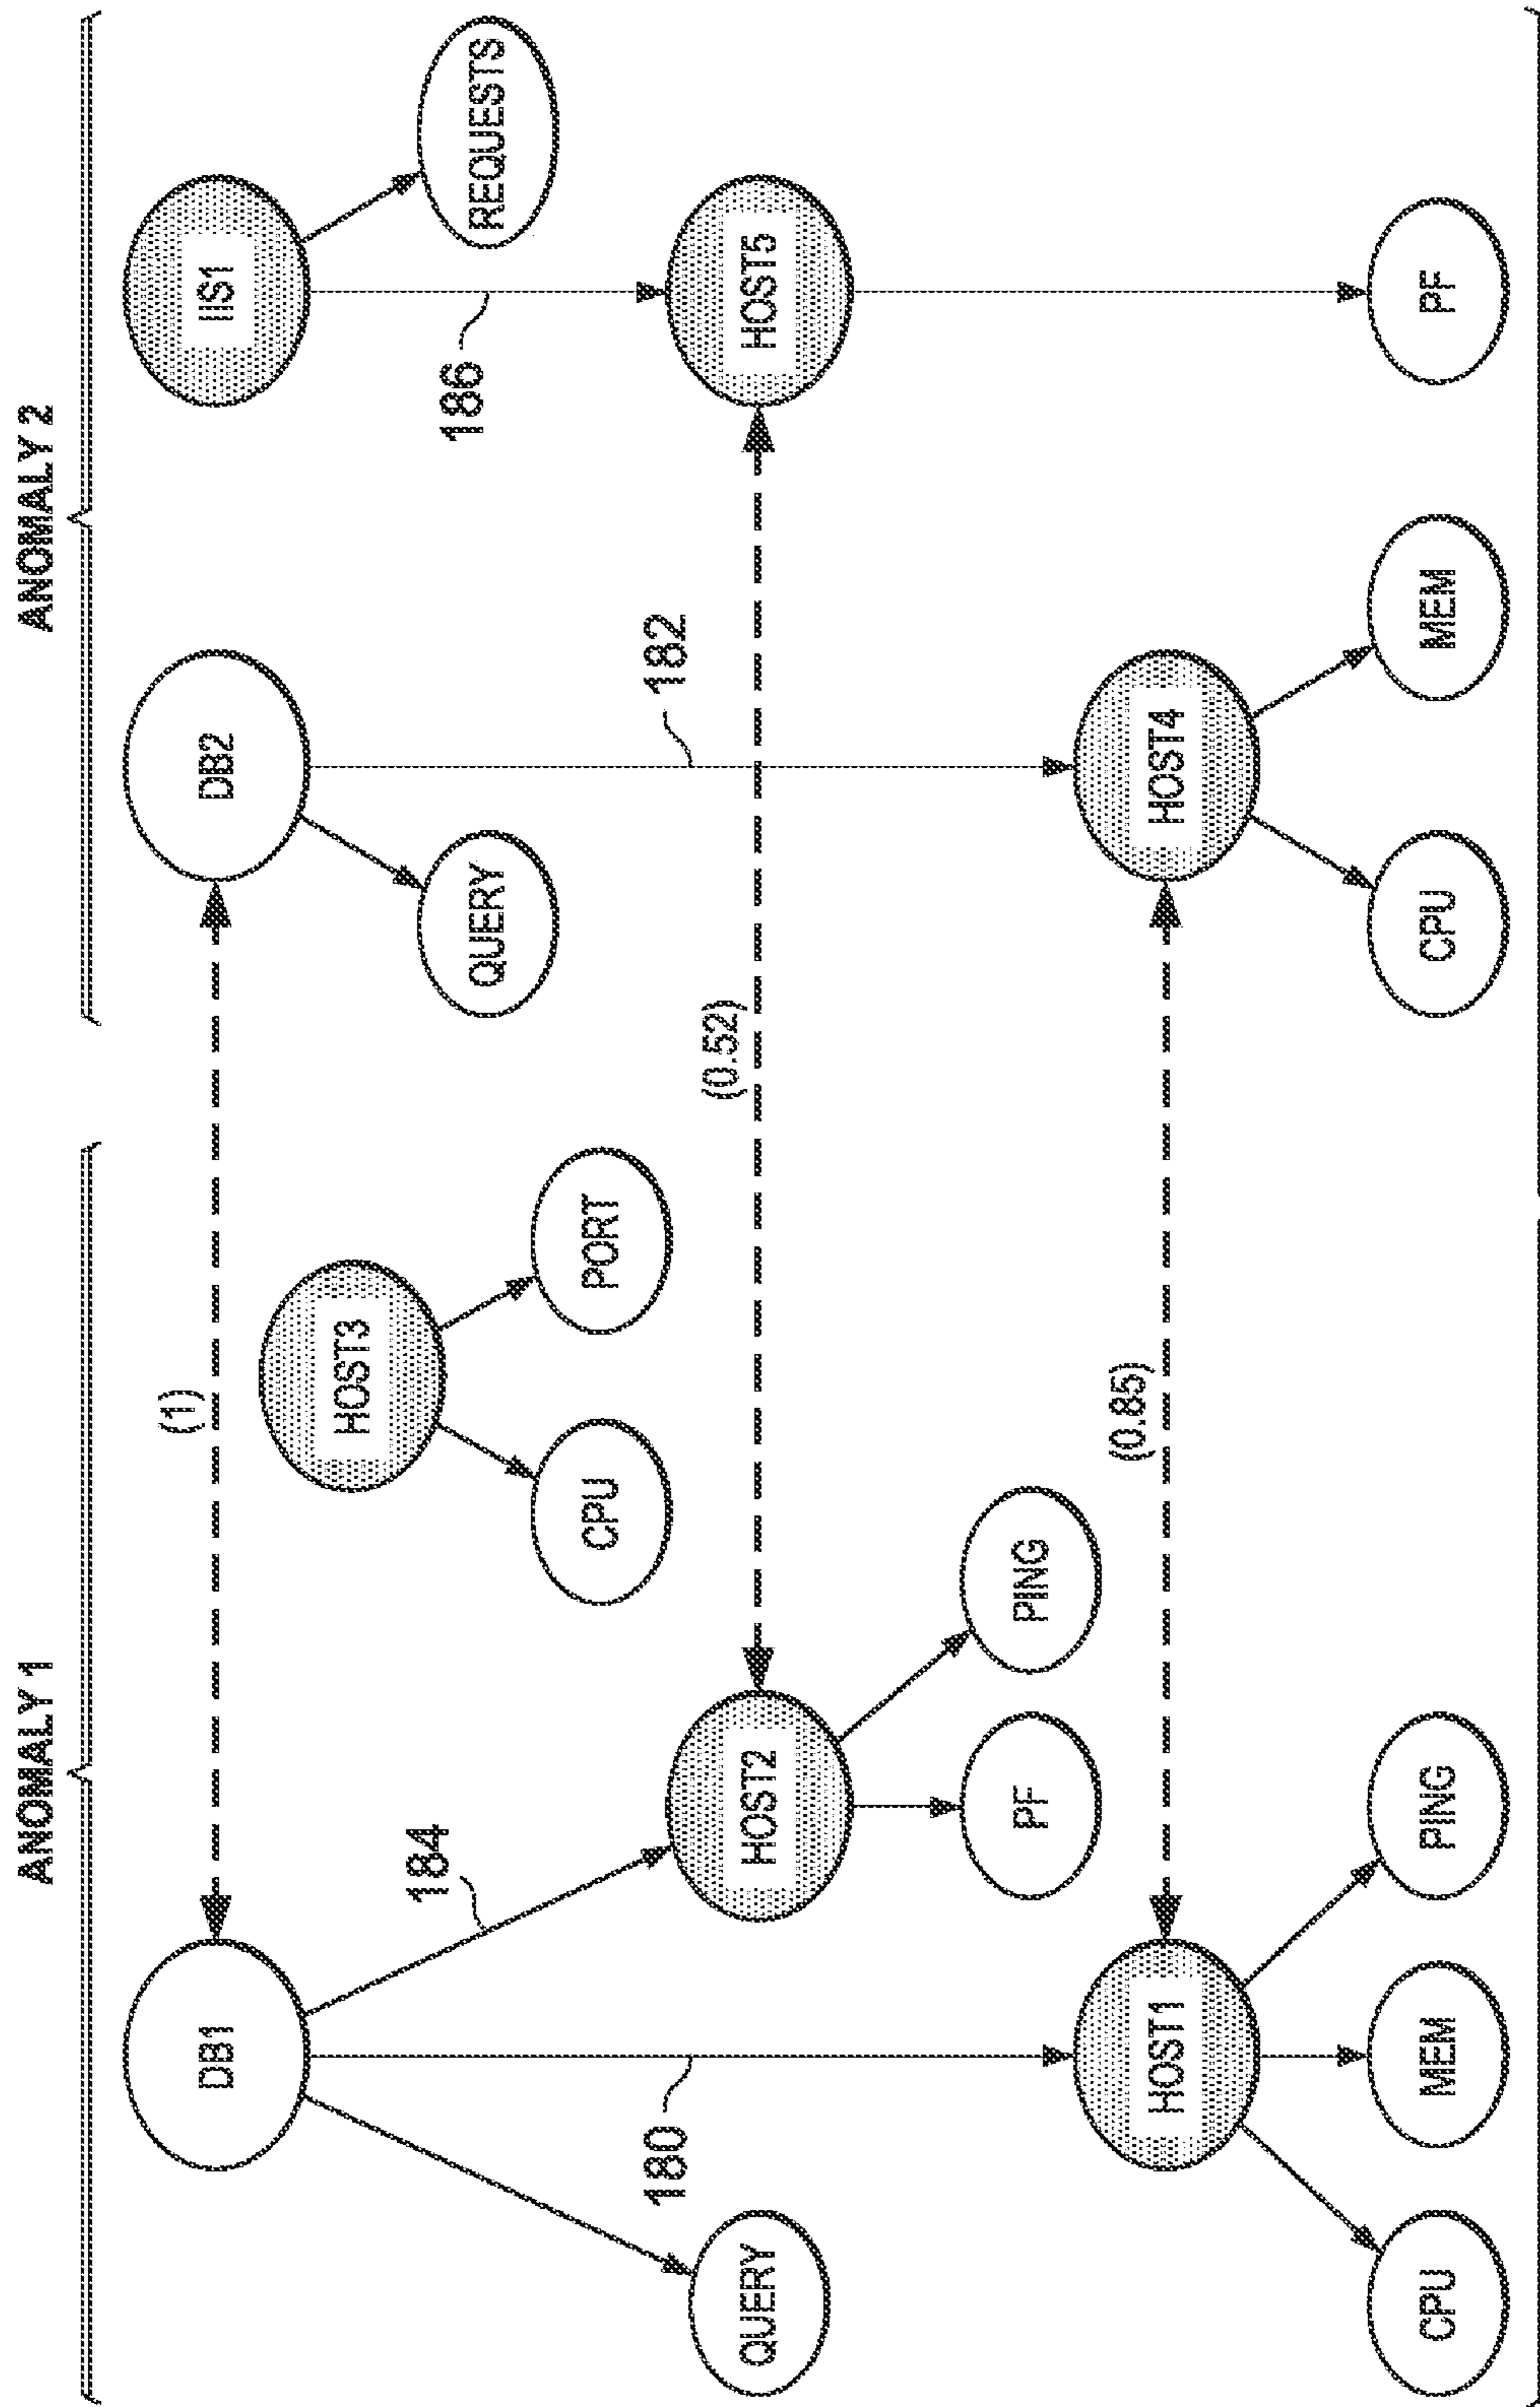 ANOMALY 1
ANOMALY 2
(1)
DB1
DB2
IIS1
HOST3
184
QUERY
REQUESTS
186
CPU
PORT
180
182
QUERY
HOST2
(0.52)
HOST5
PF
PING
(0.85)
HOST1
HOST4
CPU
MEM
PING
CPU
MEM
PF